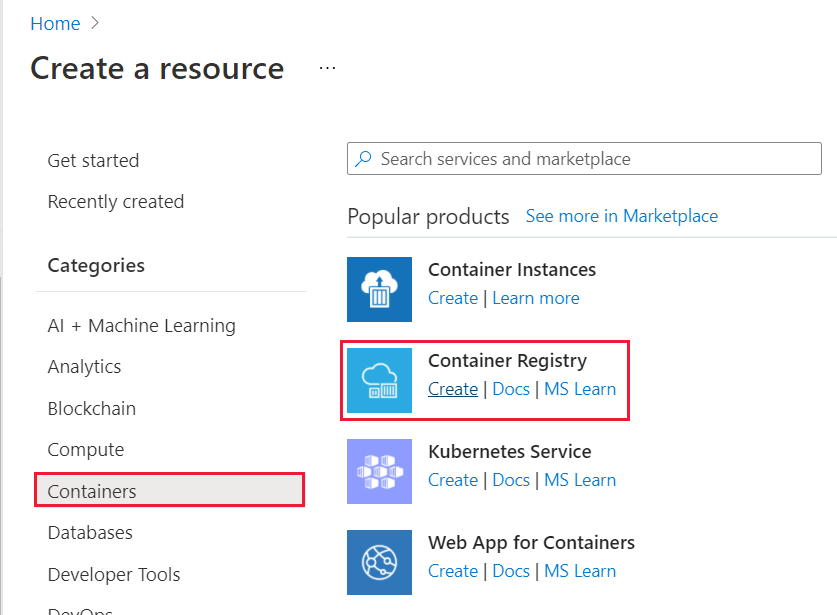 Home >
Create a resource ...
Get started
Recently created
Categories
AI + Machine Learning
Analytics
Blockchain
Compute
Containers
Databases
Developer Tools
DevOps
Search services and marketplace
Popular products See more in Marketplace
Container Instances
Create | Learn more
Container Registry
Create | Docs | MS Learn
Kubernetes Service
Create | Docs | MS Learn
Web App for Containers
Create | Docs | MS Learn